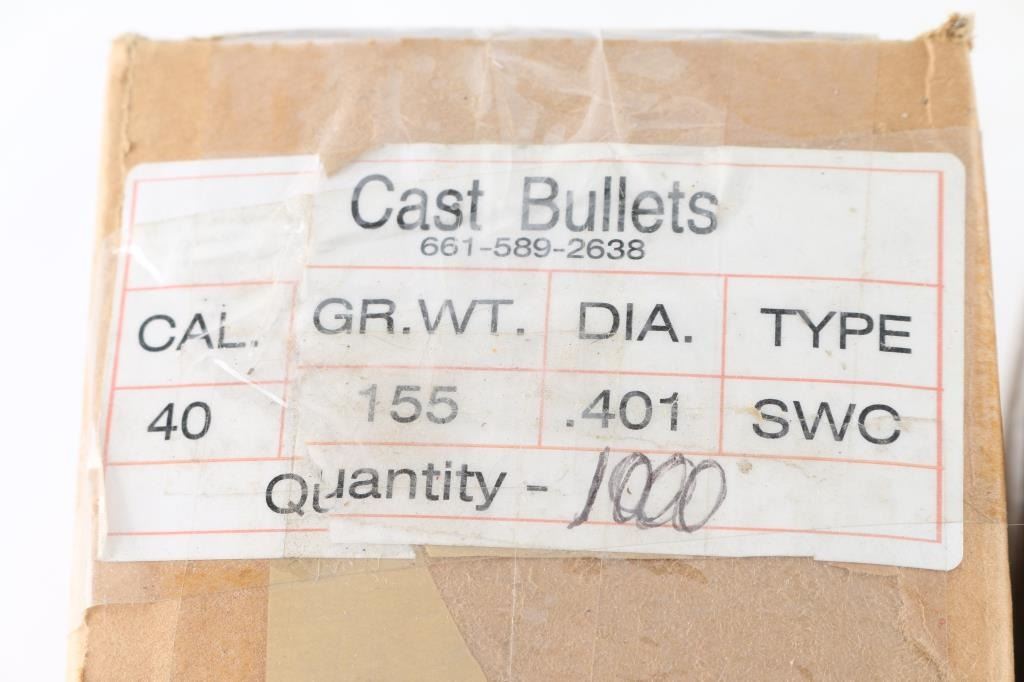 Cast Bullets
661-589-2638
CAL. GR.WT. DIA. TYPE
40 155 .401 SWC
Quantity - 1000